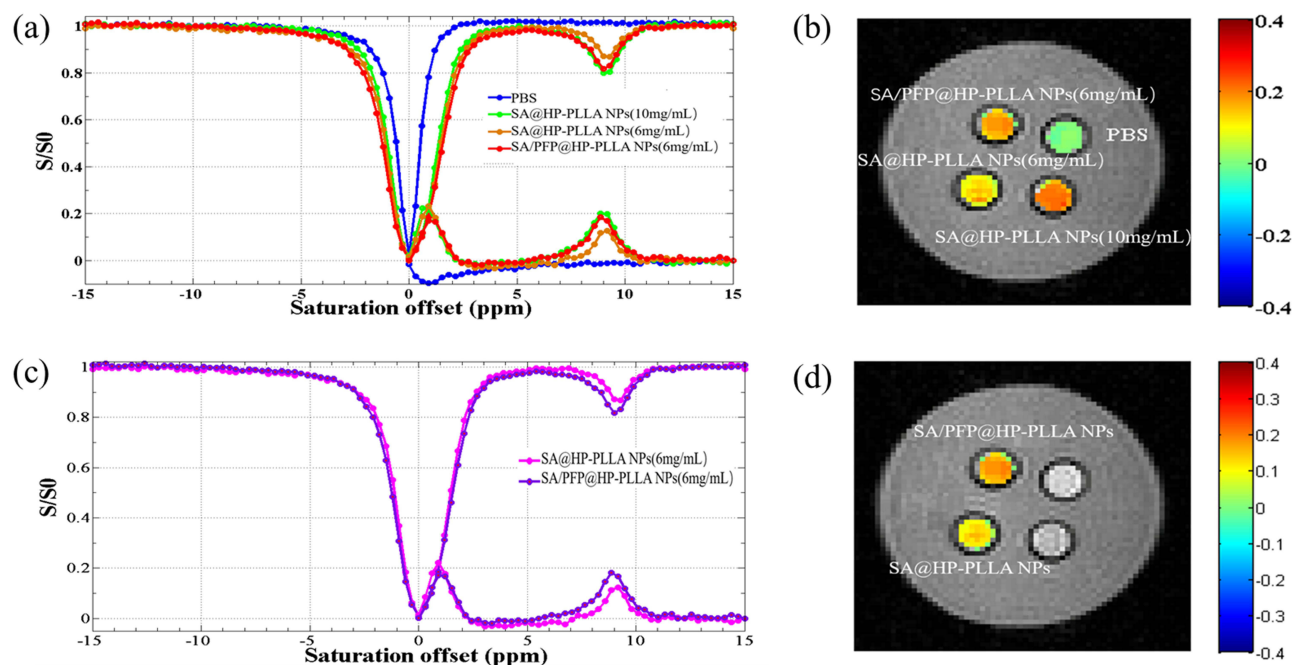 (a)
S/S0
1
0.8
0.6
0.4
0.2
0
PBS
SA@HP-PLLA NPs(10mg/mL)
SA@HP-PLLA NPs(6mg/mL)
SA/PFP@HP-PLLA NPs(6mg/mL)
-15 -10 -5 0 5 10 15
Saturation offset (ppm)
(b)
SA/PFP@HP-PLLA NPs(6mg/mL)
PBS
SA@HP-PLLA NPs(6mg/mL)
SA@HP-PLLA NPs(10mg/mL)
0.4
0.2
0
-0.2
-0.4
(c)
S/S0
1
0.8
0.6
0.4
0.2
0
SA@HP-PLLA NPs(6mg/mL)
SA/PFP@HP-PLLA NPs(6mg/mL)
-15 -10 -5 0 5 10 15
Saturation offset (ppm)
(d)
SA/PFP@HP-PLLA NPs
SA@HP-PLLA NPs
0.4
0.3
0.2
0.1
0
-0.1
-0.2
-0.3
-0.4